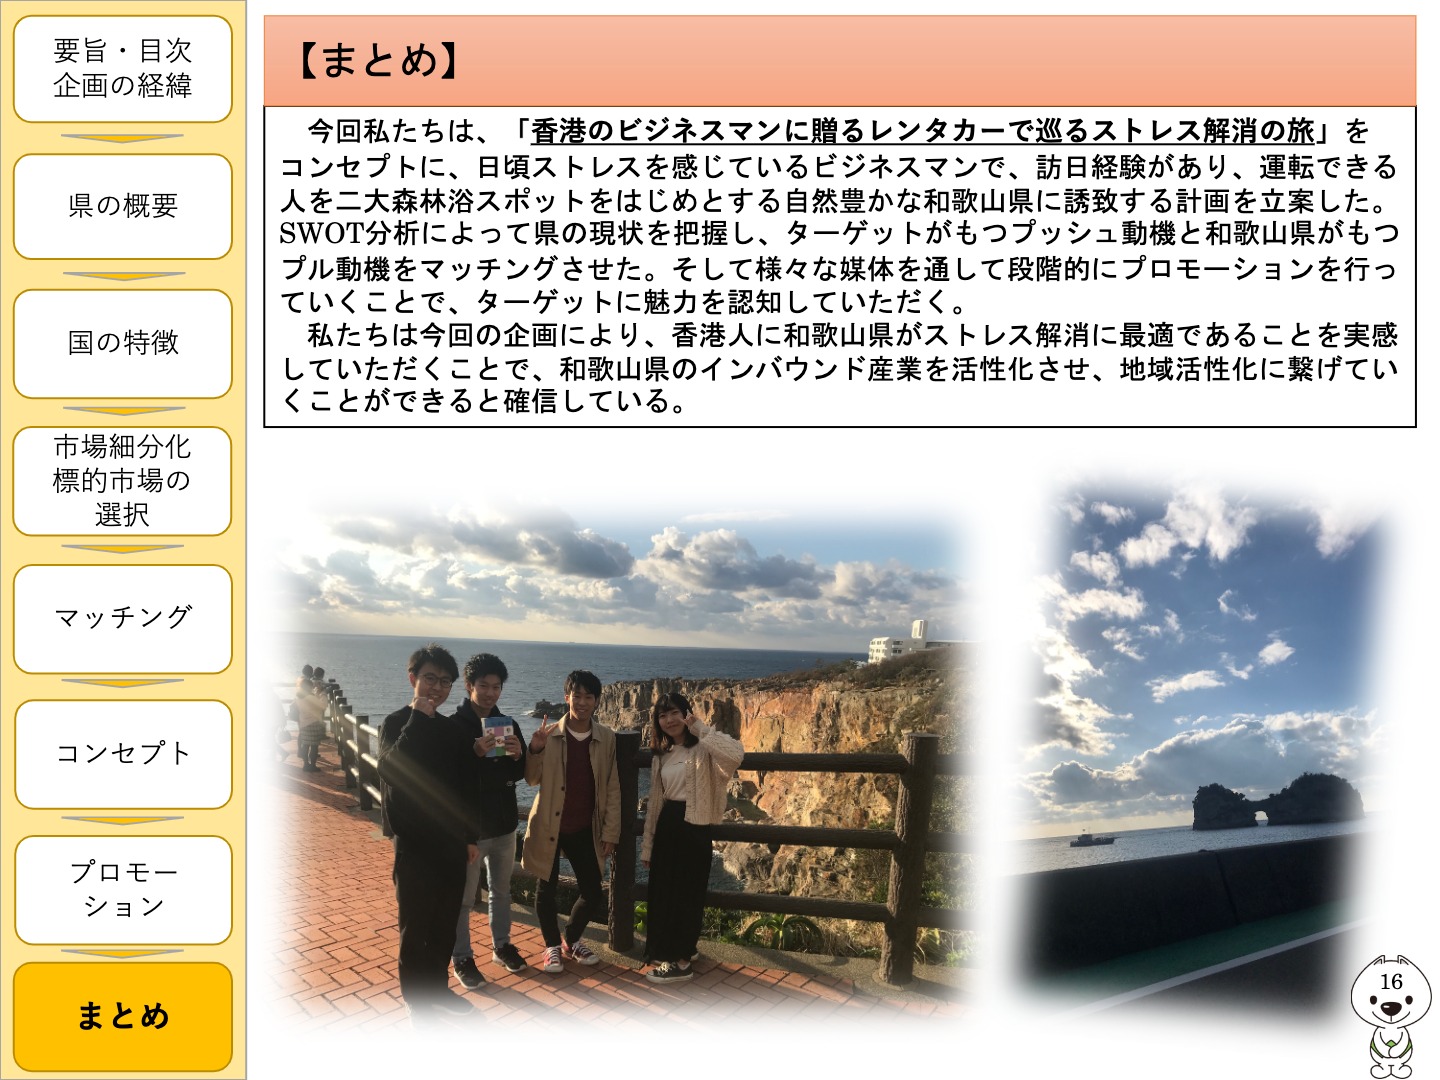 要旨・目次
企画の経緯
県の概要
国の特徴
市場細分化
標的市場の
選択
マッチング
コンセプト
プロモー
ション
まとめ
【まとめ】
今回私たちは、「香港のビジネスマンに贈るレンタカーで巡るストレス解消の旅」を
コンセプトに、日頃ストレスを感じているビジネスマンで、訪日経験があり、運転できる
人を二大森林浴スポットをはじめとする自然豊かな和歌山県に誘致する計画を立案した。
SWOT分析によって県の現状を把握し、ターゲットがもつプッシュ動機と和歌山県がもつ
プル動機をマッチングさせた。そして様々な媒体を通して段階的にプロモーションを行っ
ていくことで、ターゲットに魅力を認知していただく。
私たちは今回の企画により、香港人に和歌山県がストレス解消に最適であることを実感
していただくことで、和歌山県のインバウンド産業を活性化させ、地域活性化に繋げてい
くことができると確信している。
16